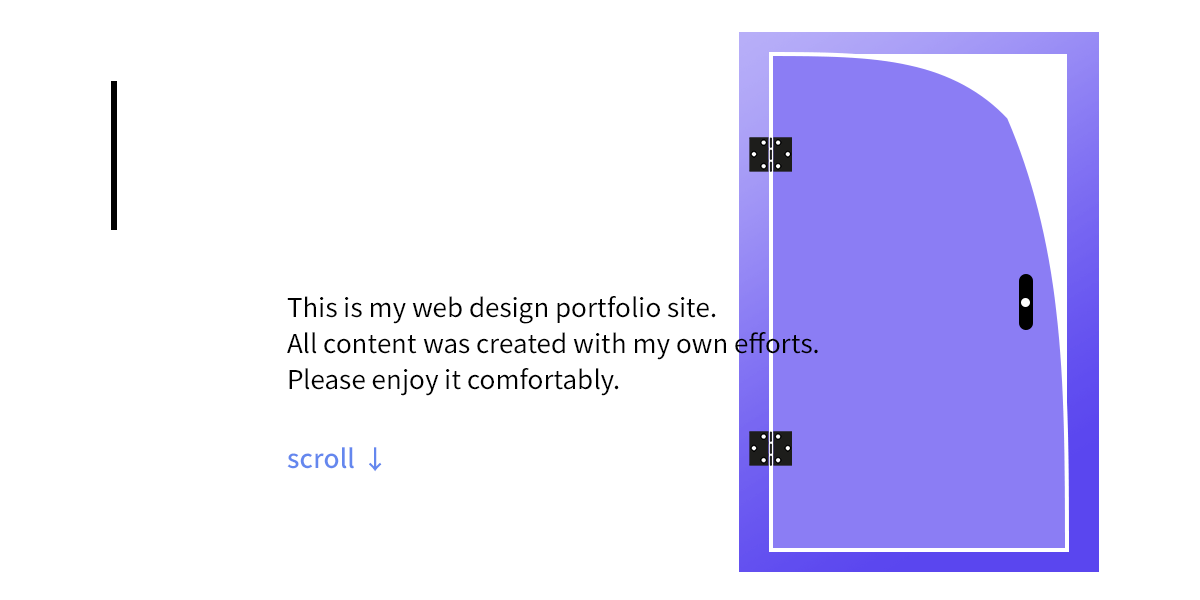 This is my web design portfolio site.
All content was created with my own efforts.
Please enjoy it comfortably.
scroll ↓